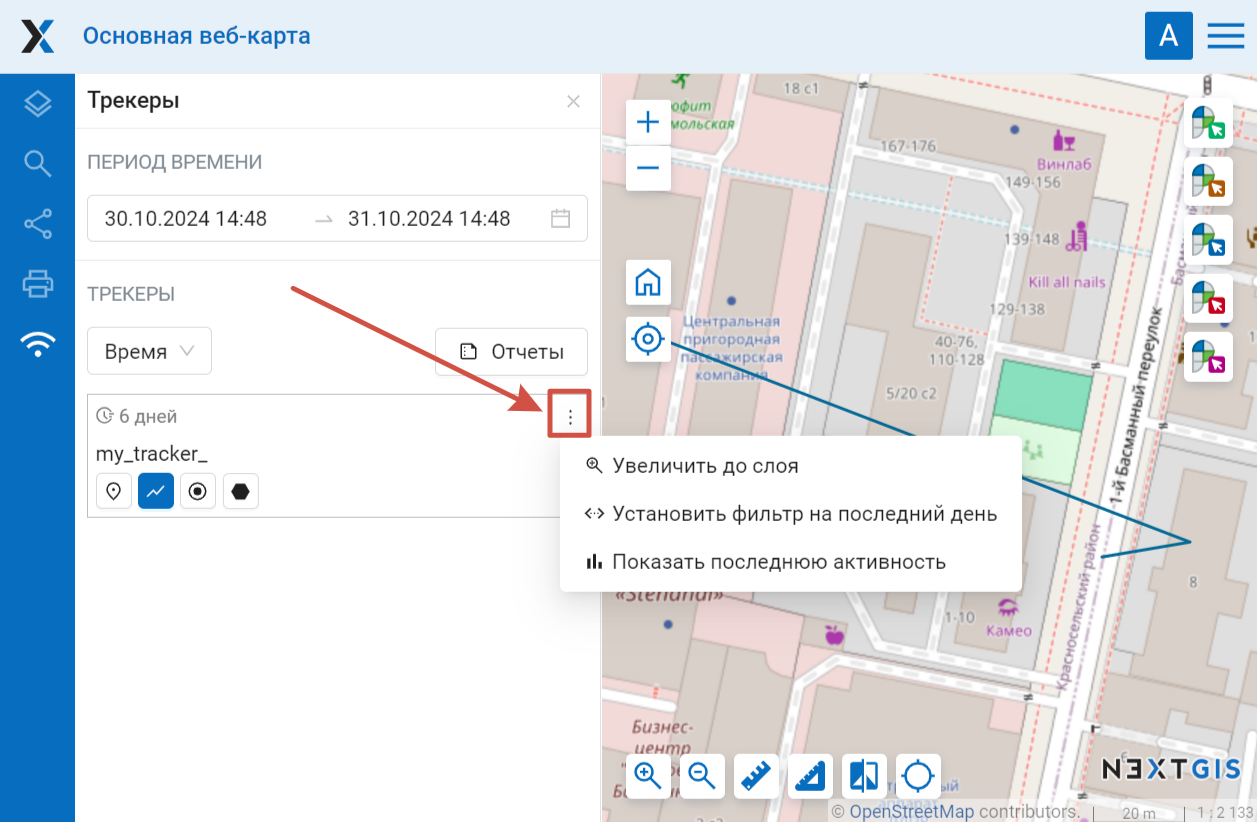 Основная веб-карта
A
Трекеры
ПЕРИОД ВРЕМЕНИ
30.10.2024 14:48
31.10.2024 14:48
ТРЕКЕРЫ
Время
Отчеты
6 дней
my_tracker_
Увеличить до слоя
Установить фильтр на последний день
Показать последнюю активность
18 с1
167-176
Винлаб
149-156
139-148
Kill all nails
129-138
Центральная
пригородная
пассажирская
компания
40-76,
110-128
5/20 с2
1-й Басманный переулок
Красносельский район
8
«Stendhal»
1-10
Камео
Бизнес-
центр
NEXTGIS
© OpenStreetMap contributors.
20 m
1 : 2 133